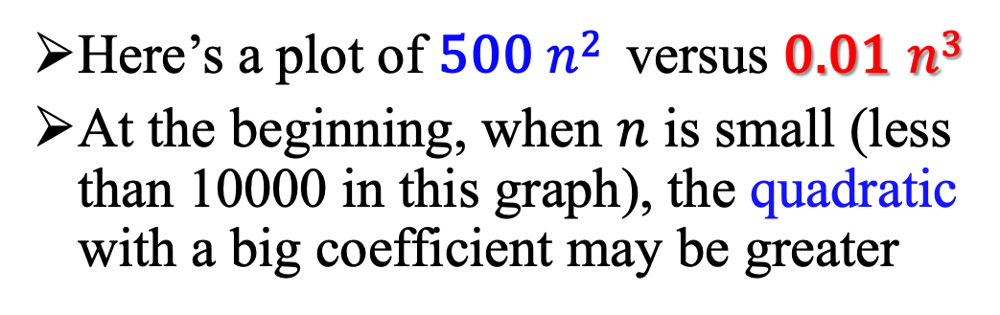 ➢Here’s a plot of 500 n² versus 0.01 n³
➢At the beginning, when n is small (less
than 10000 in this graph), the quadratic
with a big coefficient may be greater